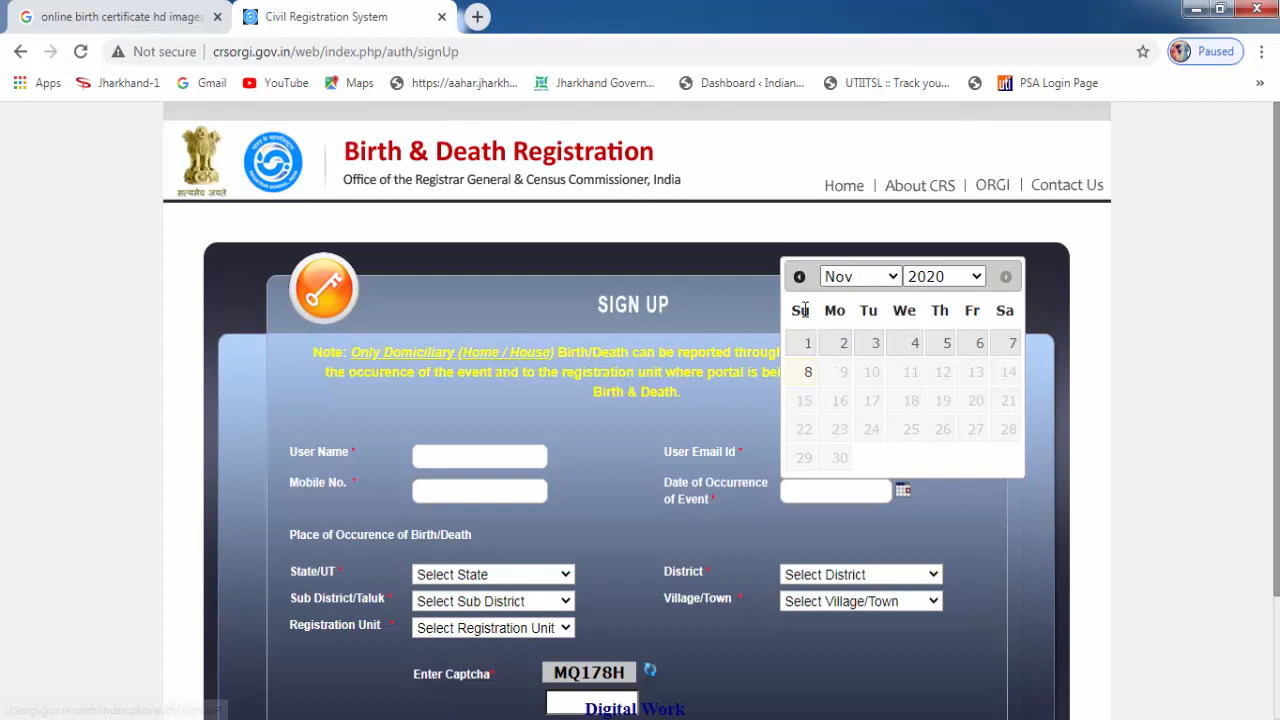 online birth certificate hd images
Civil Registration System
Not secure
crsorgi.gov.in/web/index.php/auth/signUp
Paused
Apps
Jharkhand-1
Gmail
YouTube
Maps
https://aahar.jharkh...
Jharkhand Govern...
Dashboard ‹ Indian...
UTIITSL :: Track you...
PSA Login Page
»
सत्यमेव जयते
Birth & Death Registration
Office of the Registrar General & Census Commissioner, India
Home | About CRS | ORGI | Contact Us
SIGN UP
Nov 2020
Su Mo Tu We Th Fr Sa
1 2 3 4 5 6 7
8 9 10 11 12 13 14
15 16 17 18 19 20 21
22 23 24 25 26 27 28
29 30
Note: Only Domiciliary (Home / House) Birth/Death can be reported throu
the occurence of the event and to the registration unit where portal is bei
Birth & Death.
User Name *
User Email Id *
Mobile No. *
Date of Occurrence
of Event *
Place of Occurence of Birth/Death
State/UT * Select State
District * Select District
Sub District/Taluk * Select Sub District
Village/Town * Select Village/Town
Registration Unit * Select Registration Unit
Enter Captcha* MQ178H
Digital Work
crsorgi.gov.in/web/index.php/auth/signUp#